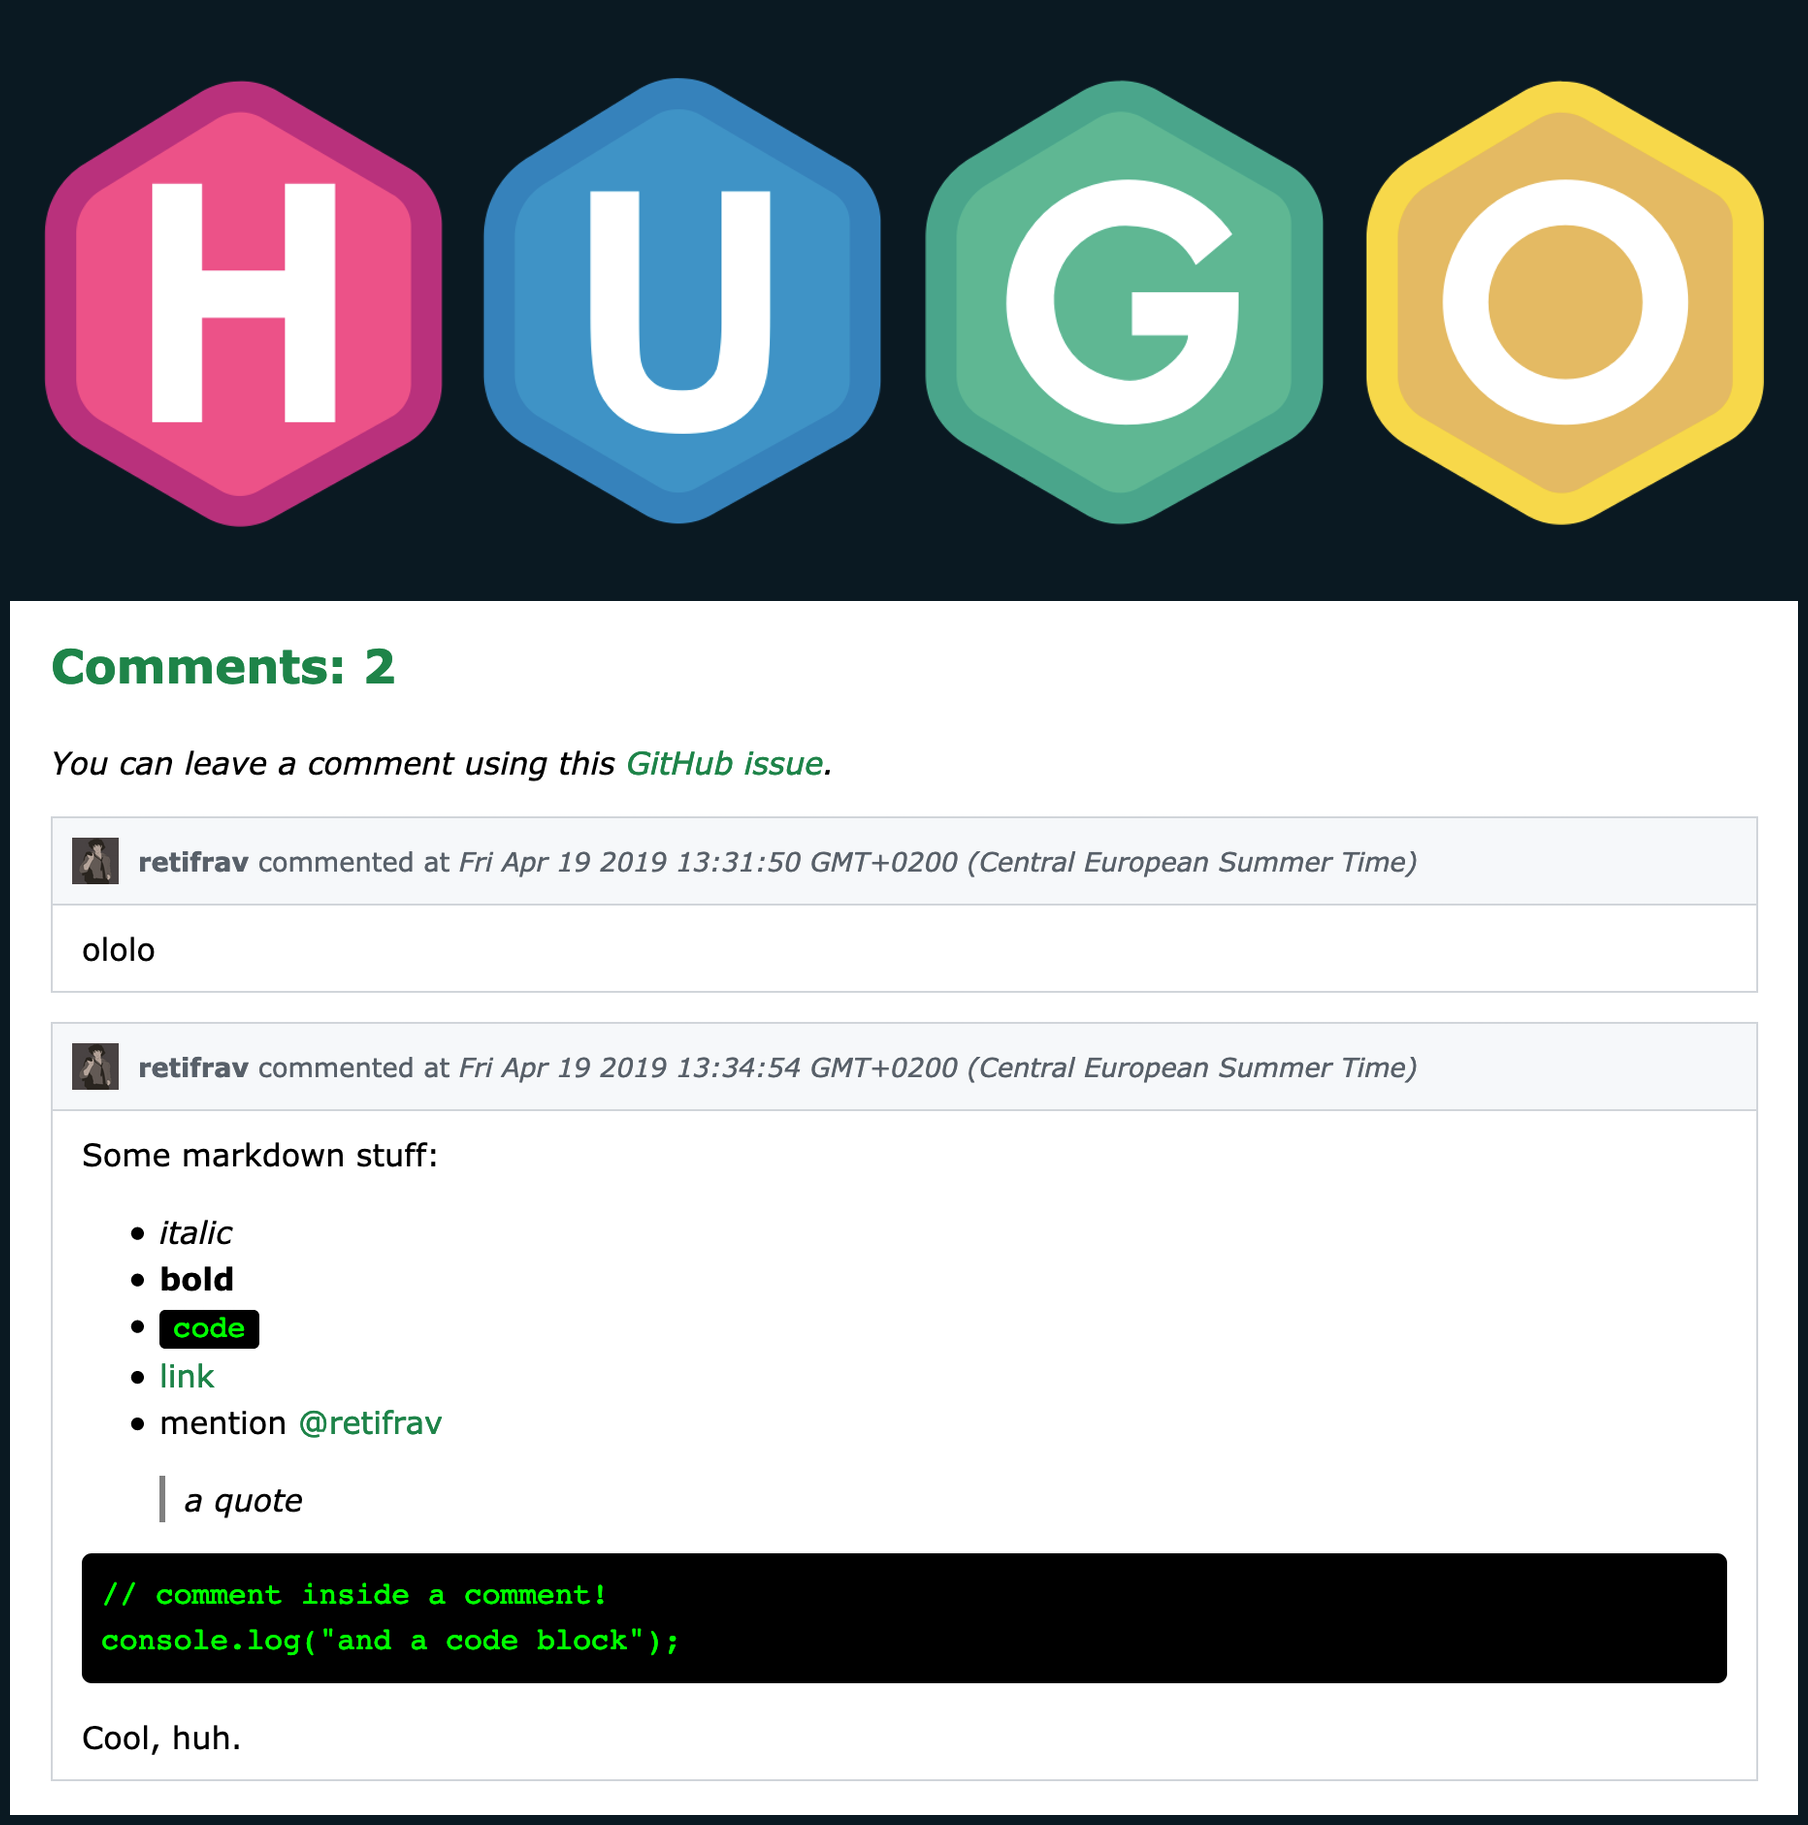 HUGO
Comments: 2
You can leave a comment using this GitHub issue.
retifrav commented at Fri Apr 19 2019 13:31:50 GMT+0200 (Central European Summer Time)
ololo
retifrav commented at Fri Apr 19 2019 13:34:54 GMT+0200 (Central European Summer Time)
Some markdown stuff:
italic
bold
code
link
mention @retifrav
a quote
// comment inside a comment!
console.log("and a code block");
Cool, huh.